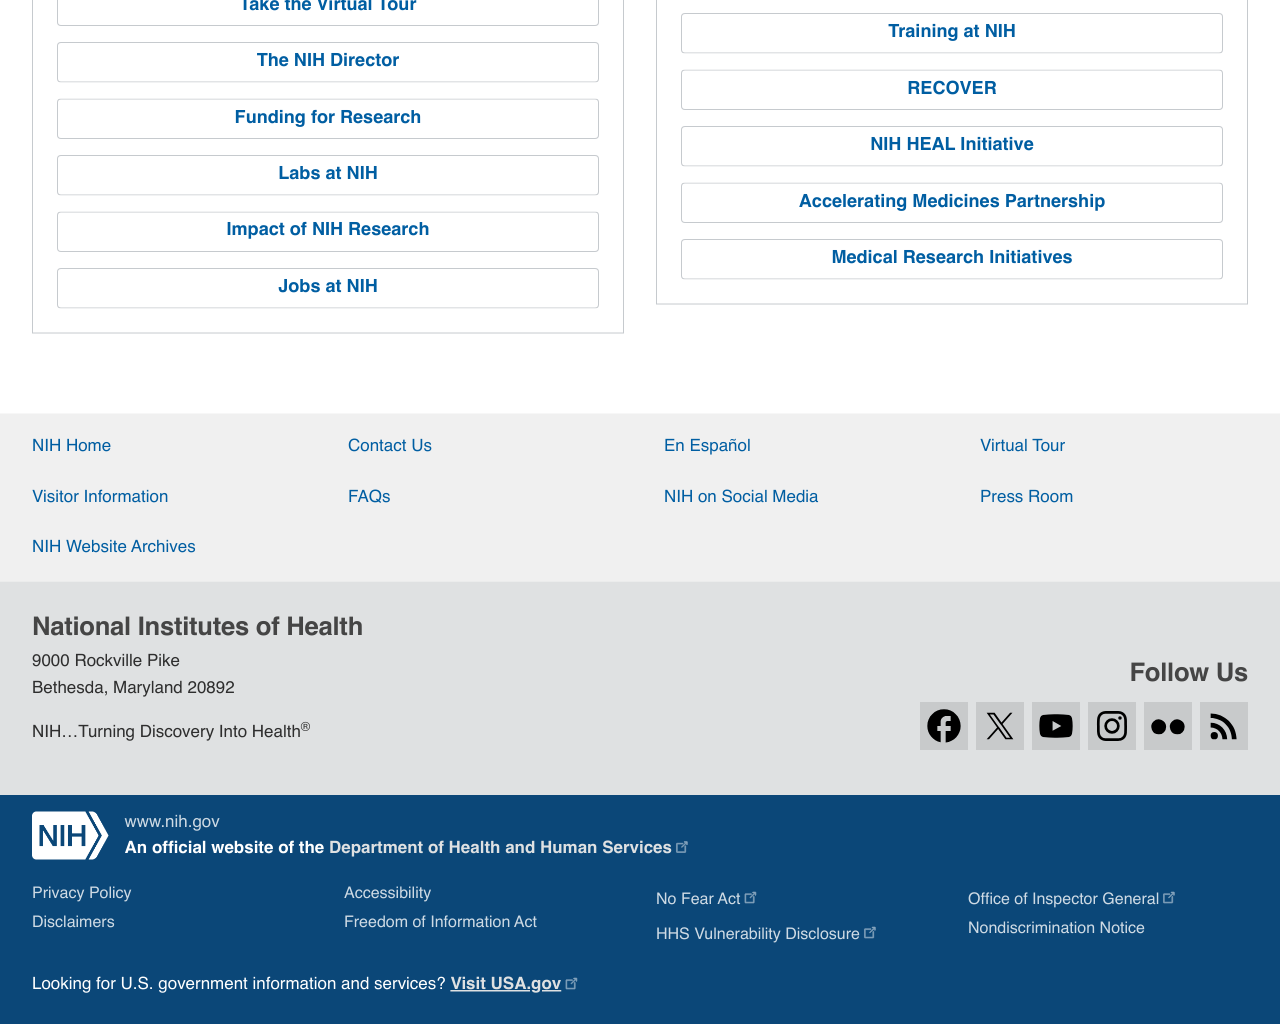 Take the Virtual Tour
The NIH Director
Funding for Research
Labs at NIH
Impact of NIH Research
Jobs at NIH
Training at NIH
RECOVER
NIH HEAL Initiative
Accelerating Medicines Partnership
Medical Research Initiatives
NIH Home
Contact Us
En Español
Virtual Tour
Visitor Information
FAQs
NIH on Social Media
Press Room
NIH Website Archives
National Institutes of Health
9000 Rockville Pike
Bethesda, Maryland 20892
NIH…Turning Discovery Into Health®
Follow Us
NIH
www.nih.gov
An official website of the Department of Health and Human Services
Privacy Policy
Disclaimers
Accessibility
Freedom of Information Act
No Fear Act
HHS Vulnerability Disclosure
Office of Inspector General
Nondiscrimination Notice
Looking for U.S. government information and services? Visit USA.gov